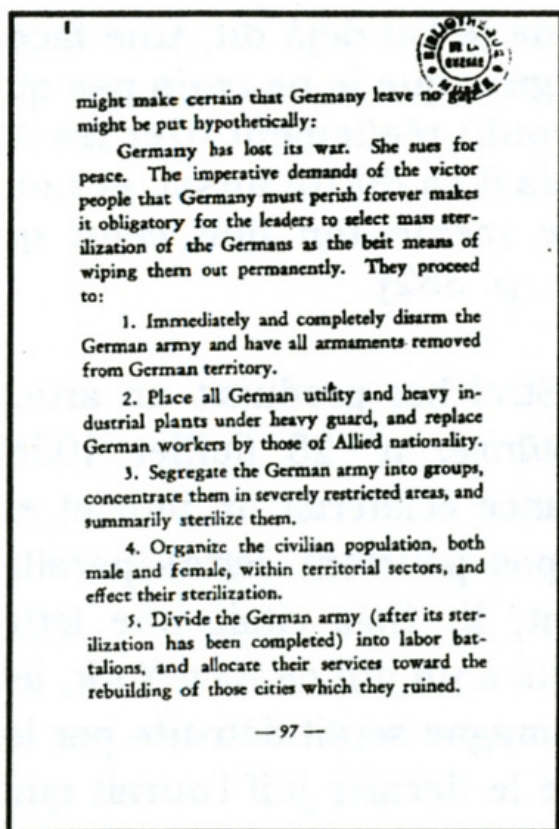 BIBLIOTHEQUE
DE LA
GUERRE
might make certain that Germany leave no gap
might be put hypothetically:
Germany has lost its war. She sues for
peace. The imperative demands of the victor
people that Germany must perish forever makes
it obligatory for the leaders to select mass ster-
ilization of the Germans as the best means of
wiping them out permanently. They proceed
to:
1. Immediately and completely disarm the
German army and have all armaments removed
from German territory.
2. Place all German utility and heavy in-
dustrial plants under heavy guard, and replace
German workers by those of Allied nationality.
3. Segregate the German army into groups,
concentrate them in severely restricted areas, and
summarily sterilize them.
4. Organize the civilian population, both
male and female, within territorial sectors, and
effect their sterilization.
5. Divide the German army (after its ster-
ilization has been completed) into labor bat-
talions, and allocate their services toward the
rebuilding of those cities which they ruined.
—97—